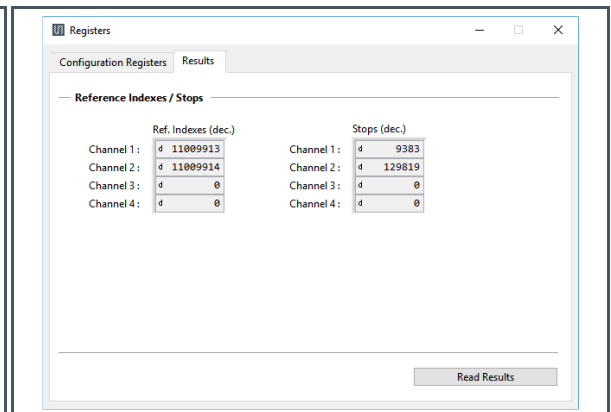 Registers
Configuration Registers Results
Reference Indexes / Stops
Ref. Indexes (dec.) Stops (dec.)
Channel 1 : d 11009913 Channel 1 : d 9383
Channel 2 : d 11009914 Channel 2 : d 129819
Channel 3 : d 0 Channel 3 : d 0
Channel 4 : d 0 Channel 4 : d 0
Read Results